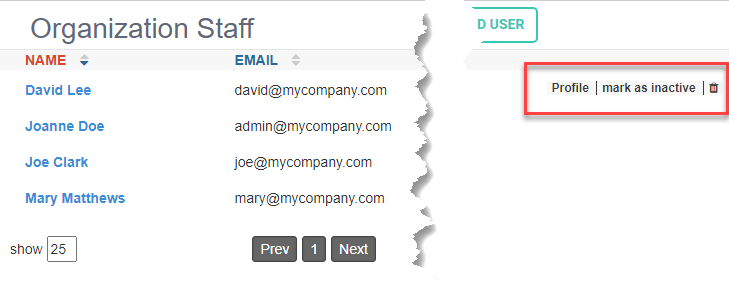 Organization Staff
D USER
NAME EMAIL
David Lee david@mycompany.com Profile | mark as inactive |
Joanne Doe admin@mycompany.com
Joe Clark joe@mycompany.com
Mary Matthews mary@mycompany.com
show 25 Prev 1 Next